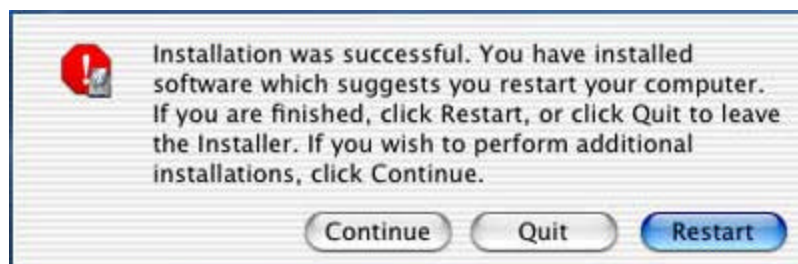 Installation was successful. You have installed
software which suggests you restart your computer.
If you are finished, click Restart, or click Quit to leave
the Installer. If you wish to perform additional
installations, click Continue.
Continue Quit Restart